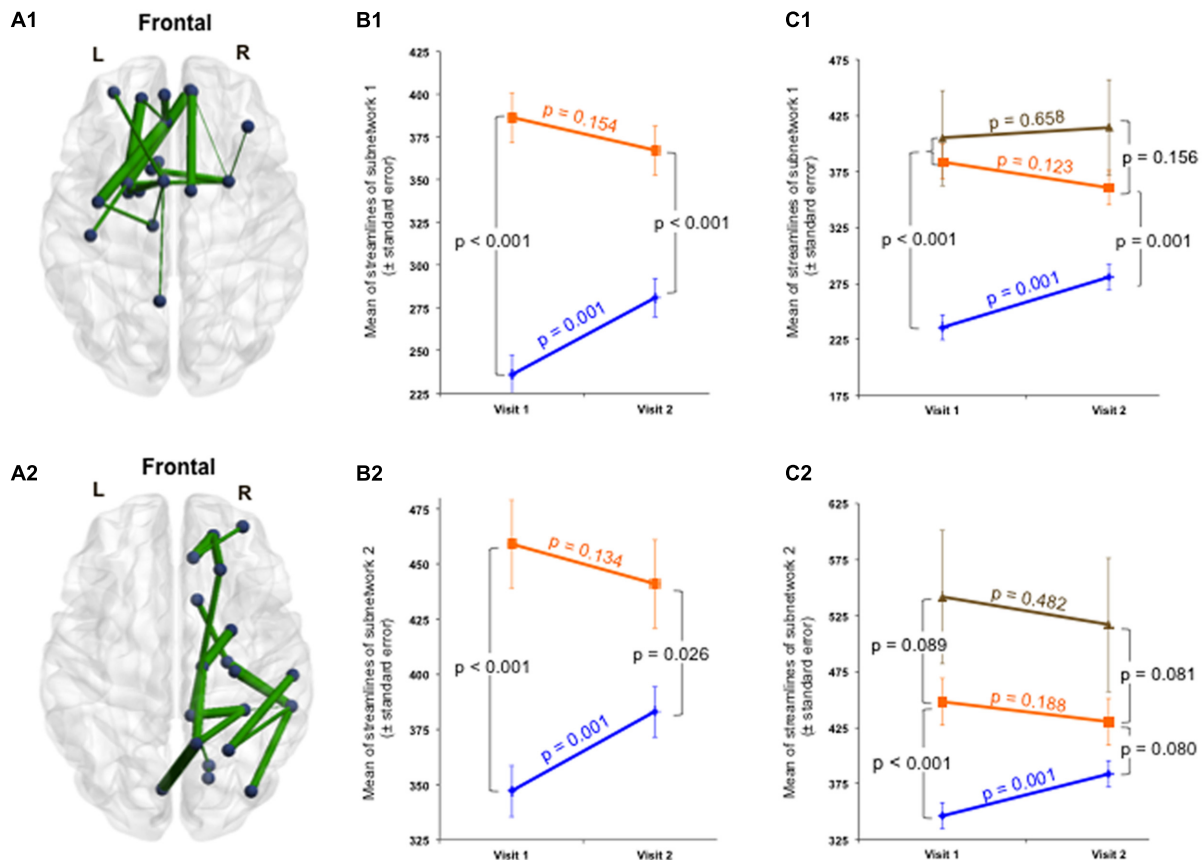 A1
Frontal
L
R
B1
Mean of streamlines of subnetwork 1
(± standard error)
425
400
375
350
325
300
275
250
225
p = 0.154
p < 0.001
p < 0.001
p = 0.001
Visit 1
Visit 2
C1
Mean of streamlines of subnetwork 1
(± standard error)
475
425
375
325
275
225
175
p = 0.658
p = 0.123
p = 0.156
p < 0.001
p = 0.001
p = 0.001
Visit 1
Visit 2
A2
Frontal
L
R
B2
Mean of streamlines of subnetwork 2
(± standard error)
475
450
425
400
375
350
325
p = 0.134
p < 0.001
p = 0.026
p = 0.001
Visit 1
Visit 2
C2
Mean of streamlines of subnetwork 2
(± standard error)
625
575
525
475
425
375
325
p = 0.482
p = 0.089
p = 0.081
p = 0.188
p = 0.080
p < 0.001
p = 0.001
Visit 1
Visit 2